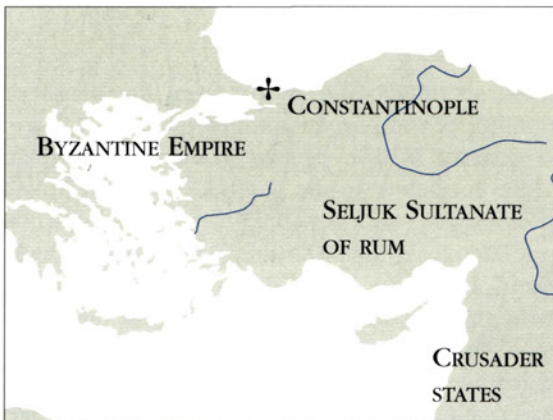 CONSTANTINOPLE
BYZANTINE EMPIRE
SELJUK SULTANATE
OF RUM
CRUSADER
STATES